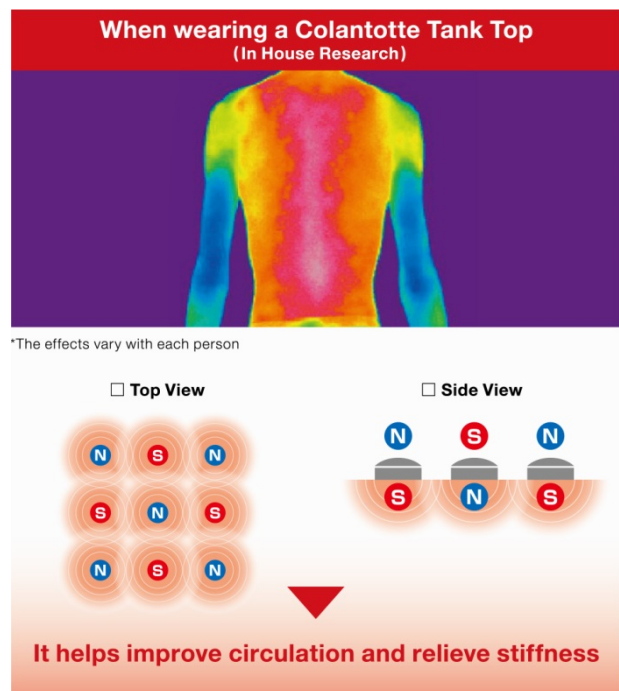 When wearing a Colantotte Tank Top
(In House Research)
*The effects vary with each person
□ Top View
□ Side View
N S N
N S N
S N S
S N S
N S N
It helps improve circulation and relieve stiffness